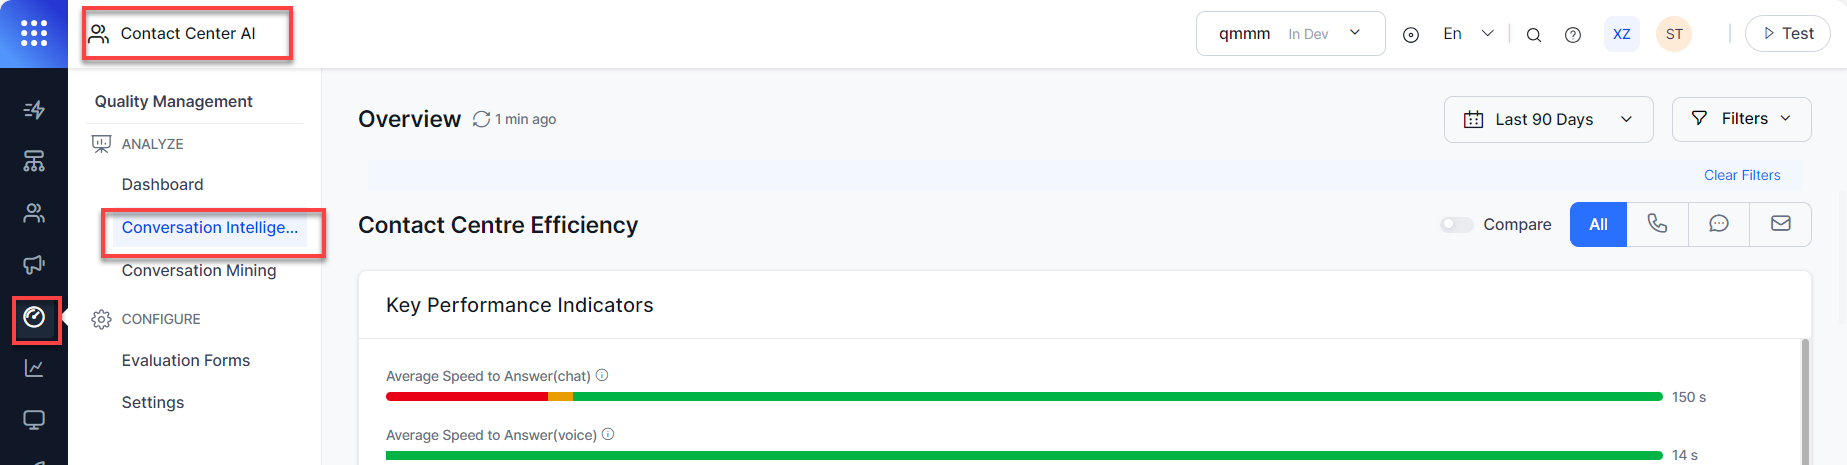 Contact Center AI
qmmm In Dev
En
XZ
ST
Test
Quality Management
ANALYZE
Dashboard
Conversation Intellige...
Conversation Mining
CONFIGURE
Evaluation Forms
Settings
Overview 1 min ago
Last 90 Days
Filters
Clear Filters
Contact Centre Efficiency
Compare
All
Key Performance Indicators
Average Speed to Answer(chat)
150 s
Average Speed to Answer(voice)
14 s